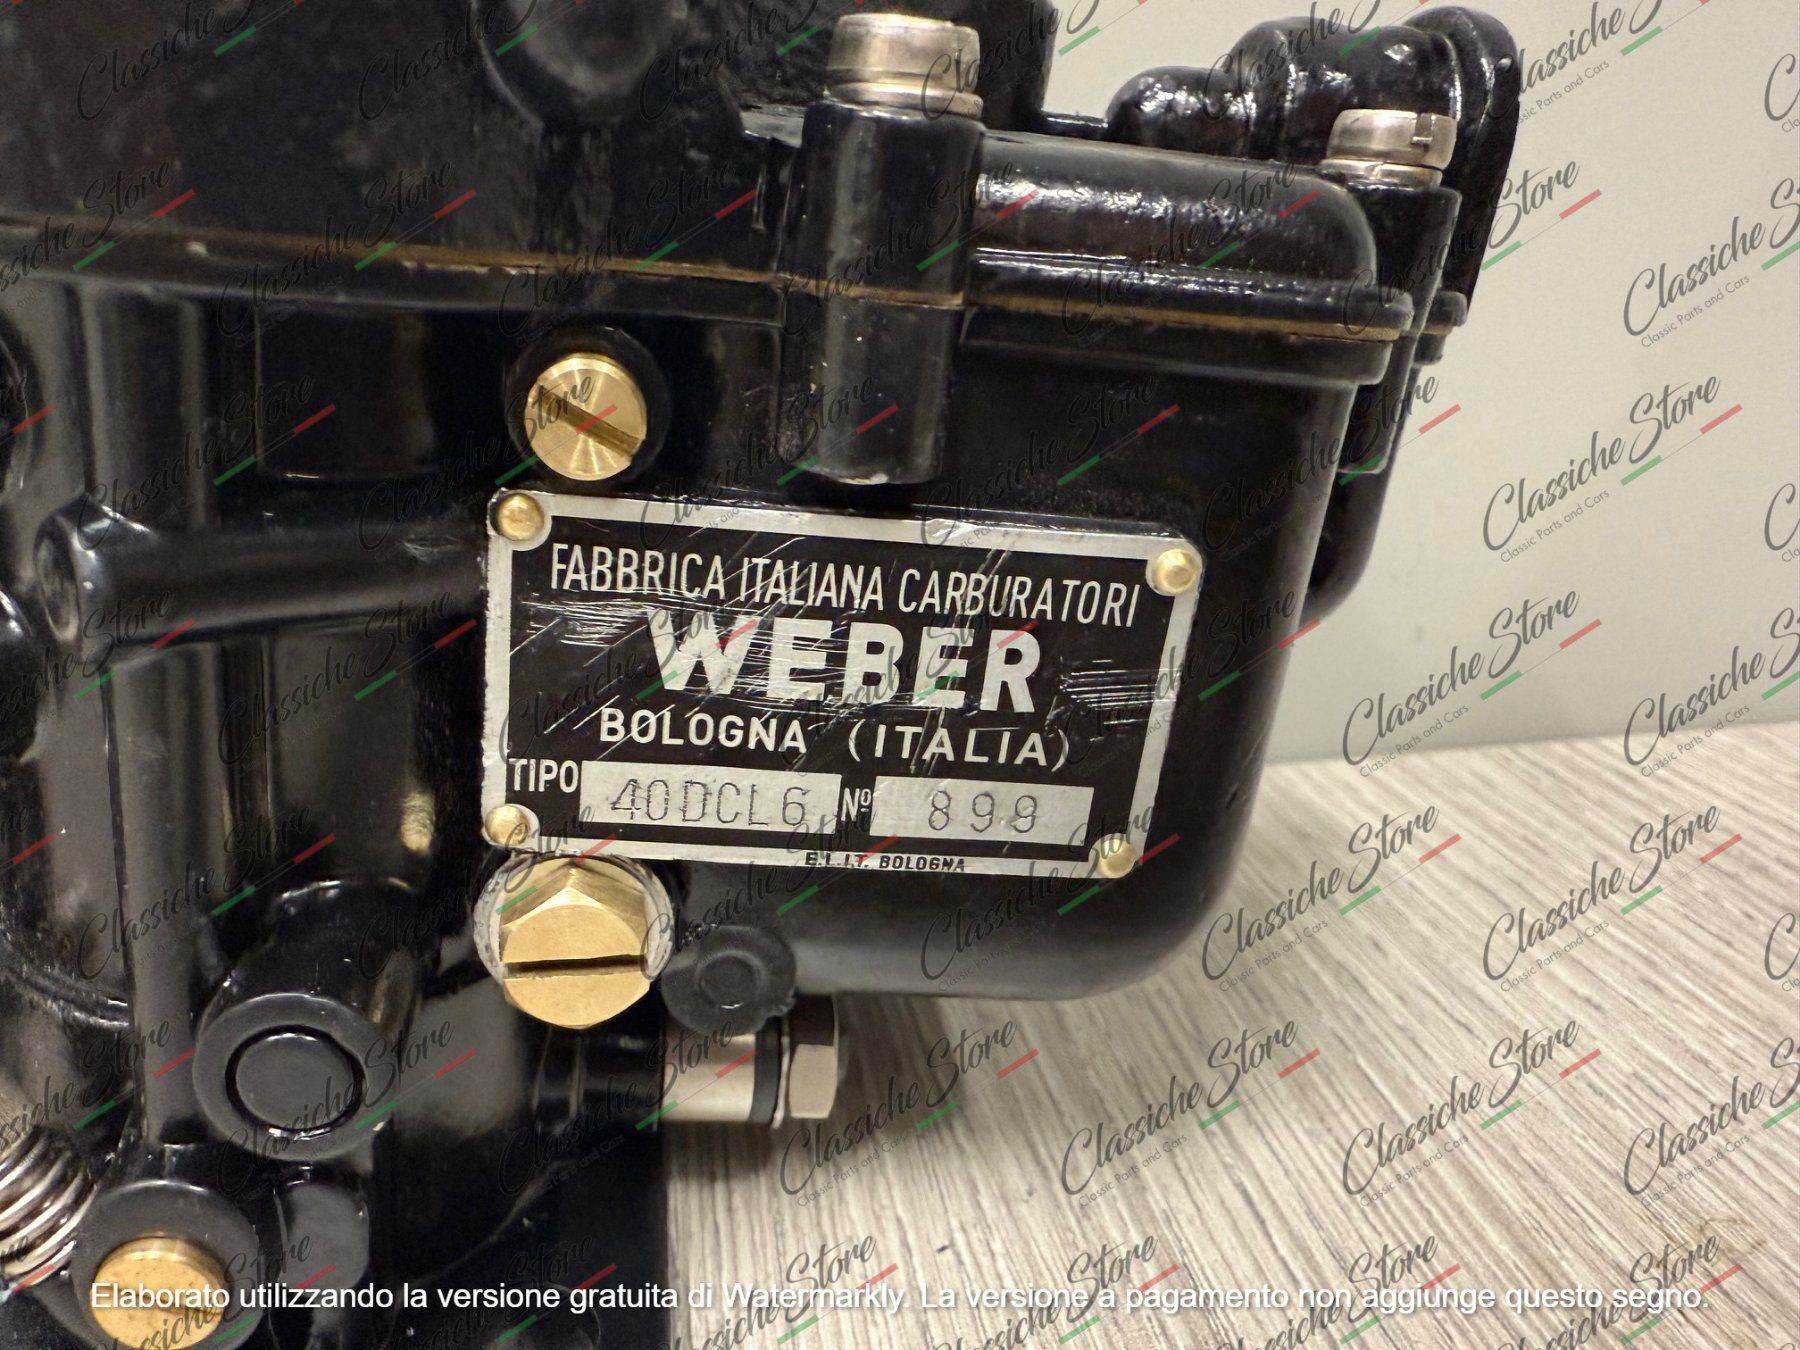 FABBRICA ITALIANA CARBURATORI
WEBER
BOLOGNA (ITALIA)
TIPO 40DCL6 Nº 898
E.L.I.T. BOLOGNA
Classiche Store
Classic Parts and Cars
Elaborato utilizzando la versione gratuita di Watermarkly. La versione a pagamento non aggiunge questo segno.